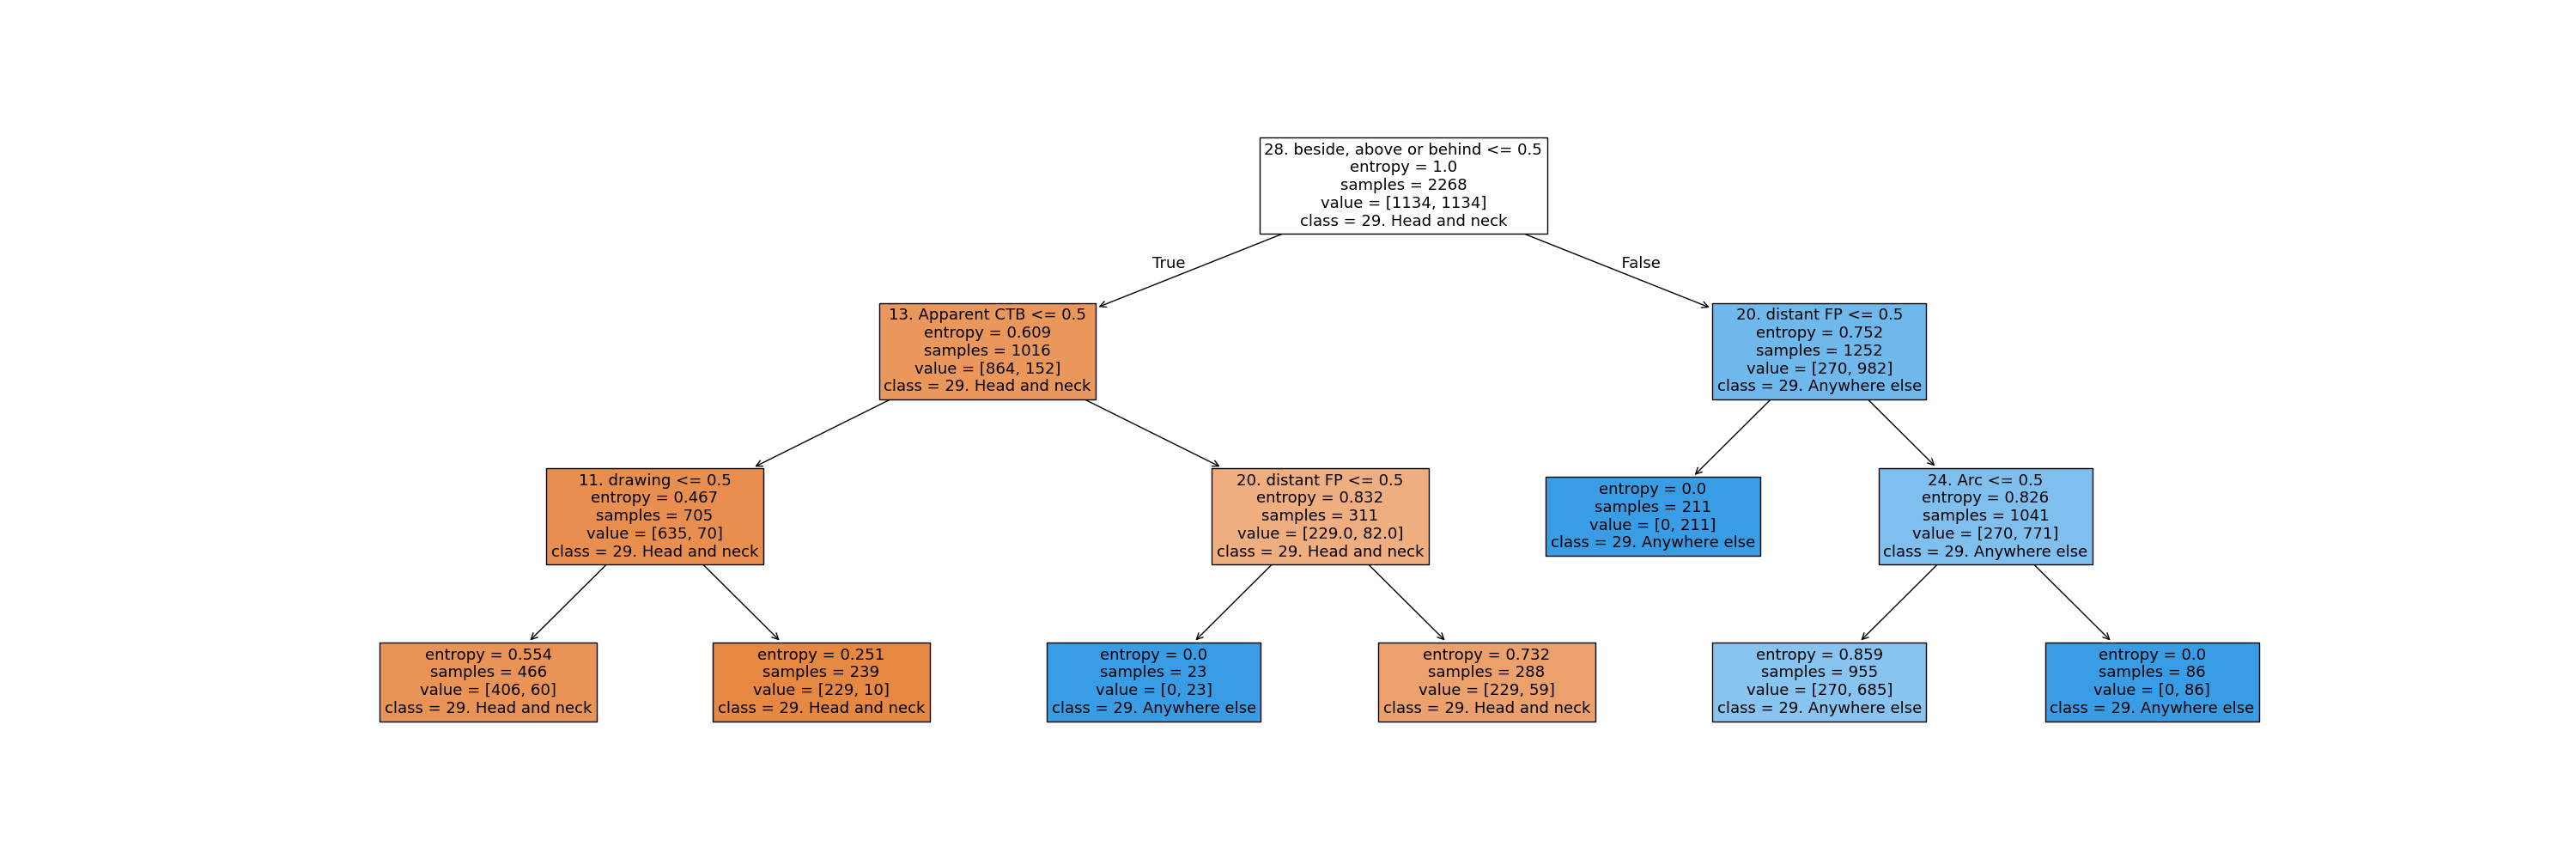 28. beside, above or behind <= 0.5
entropy = 1.0
samples = 2268
value = [1134, 1134]
class = 29. Head and neck
True
False
13. Apparent CTB <= 0.5
entropy = 0.609
samples = 1016
value = [864, 152]
class = 29. Head and neck
20. distant FP <= 0.5
entropy = 0.752
samples = 1252
value = [270, 982]
class = 29. Anywhere else
11. drawing <= 0.5
entropy = 0.467
samples = 705
value = [635, 70]
class = 29. Head and neck
20. distant FP <= 0.5
entropy = 0.832
samples = 311
value = [229.0, 82.0]
class = 29. Head and neck
entropy = 0.0
samples = 211
value = [0, 211]
class = 29. Anywhere else
24. Arc <= 0.5
entropy = 0.826
samples = 1041
value = [270, 771]
class = 29. Anywhere else
entropy = 0.554
samples = 466
value = [406, 60]
class = 29. Head and neck
entropy = 0.251
samples = 239
value = [229, 10]
class = 29. Head and neck
entropy = 0.0
samples = 23
value = [0, 23]
class = 29. Anywhere else
entropy = 0.732
samples = 288
value = [229, 59]
class = 29. Head and neck
entropy = 0.859
samples = 955
value = [270, 685]
class = 29. Anywhere else
entropy = 0.0
samples = 86
value = [0, 86]
class = 29. Anywhere else